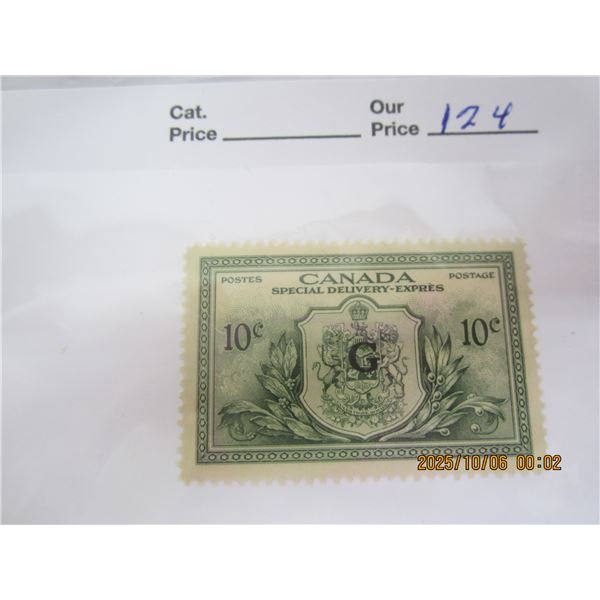 Cat. Our
Price Price 124
POSTES CANADA POSTAGE
SPECIAL DELIVERY-EXPRÈS
10c 10c
G
2025/10/06 00:02